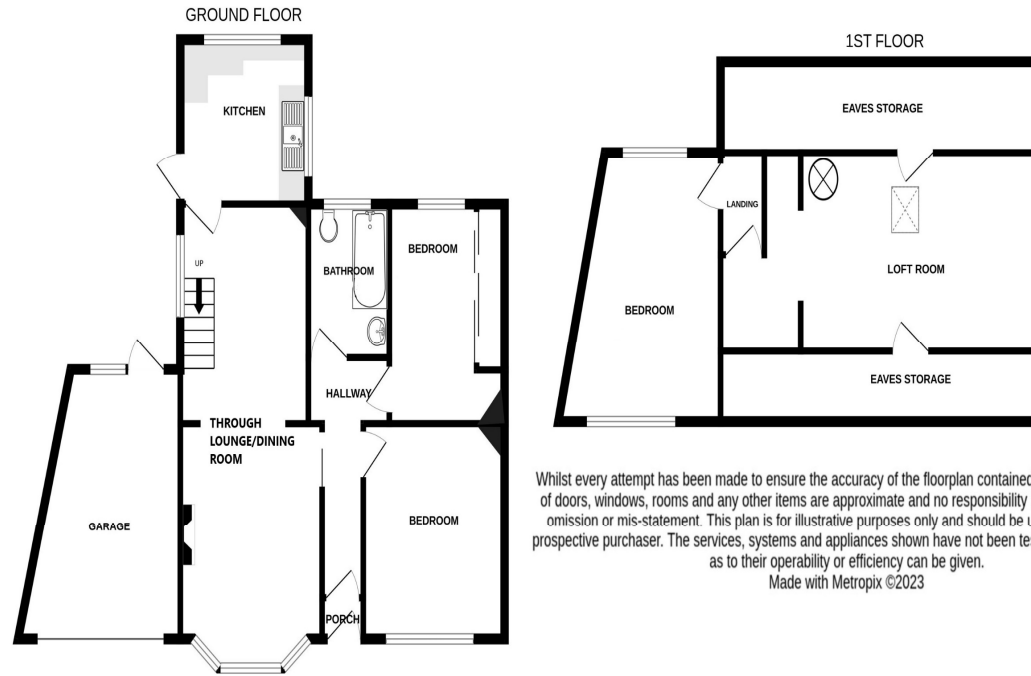 GROUND FLOOR
KITCHEN
UP
BATHROOM
BEDROOM
HALLWAY
THROUGH
LOUNGE/DINING
ROOM
GARAGE
BEDROOM
PORCH
1ST FLOOR
EAVES STORAGE
LANDING
LOFT ROOM
BEDROOM
EAVES STORAGE
Whilst every attempt has been made to ensure the accuracy of the floorplan contained
of doors, windows, rooms and any other items are approximate and no responsibility
omission or mis-statement. This plan is for illustrative purposes only and should be u
prospective purchaser. The services, systems and appliances shown have not been te
as to their operability or efficiency can be given.
Made with Metropix ©2023